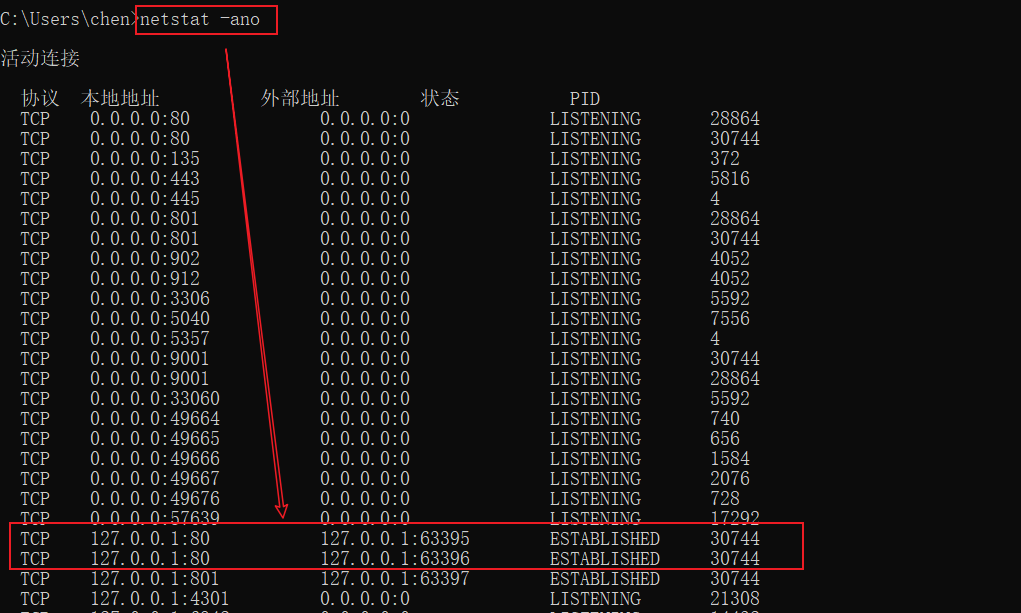 C:\Users\chen>netstat -ano
活动连接
协议 本地地址 外部地址 状态 PID
TCP 0.0.0.0:80 0.0.0.0:0 LISTENING 28864
TCP 0.0.0.0:80 0.0.0.0:0 LISTENING 30744
TCP 0.0.0.0:135 0.0.0.0:0 LISTENING 372
TCP 0.0.0.0:443 0.0.0.0:0 LISTENING 5816
TCP 0.0.0.0:445 0.0.0.0:0 LISTENING 4
TCP 0.0.0.0:801 0.0.0.0:0 LISTENING 28864
TCP 0.0.0.0:801 0.0.0.0:0 LISTENING 30744
TCP 0.0.0.0:902 0.0.0.0:0 LISTENING 4052
TCP 0.0.0.0:912 0.0.0.0:0 LISTENING 4052
TCP 0.0.0.0:3306 0.0.0.0:0 LISTENING 5592
TCP 0.0.0.0:5040 0.0.0.0:0 LISTENING 7556
TCP 0.0.0.0:5357 0.0.0.0:0 LISTENING 4
TCP 0.0.0.0:9001 0.0.0.0:0 LISTENING 30744
TCP 0.0.0.0:9001 0.0.0.0:0 LISTENING 28864
TCP 0.0.0.0:33060 0.0.0.0:0 LISTENING 5592
TCP 0.0.0.0:49664 0.0.0.0:0 LISTENING 740
TCP 0.0.0.0:49665 0.0.0.0:0 LISTENING 656
TCP 0.0.0.0:49666 0.0.0.0:0 LISTENING 1584
TCP 0.0.0.0:49667 0.0.0.0:0 LISTENING 2076
TCP 0.0.0.0:49676 0.0.0.0:0 LISTENING 728
TCP 0.0.0.0:57639 0.0.0.0:0 LISTENING 17292
TCP 127.0.0.1:80 127.0.0.1:63395 ESTABLISHED 30744
TCP 127.0.0.1:80 127.0.0.1:63396 ESTABLISHED 30744
TCP 127.0.0.1:801 127.0.0.1:63397 ESTABLISHED 30744
TCP 127.0.0.1:4301 0.0.0.0:0 LISTENING 21308